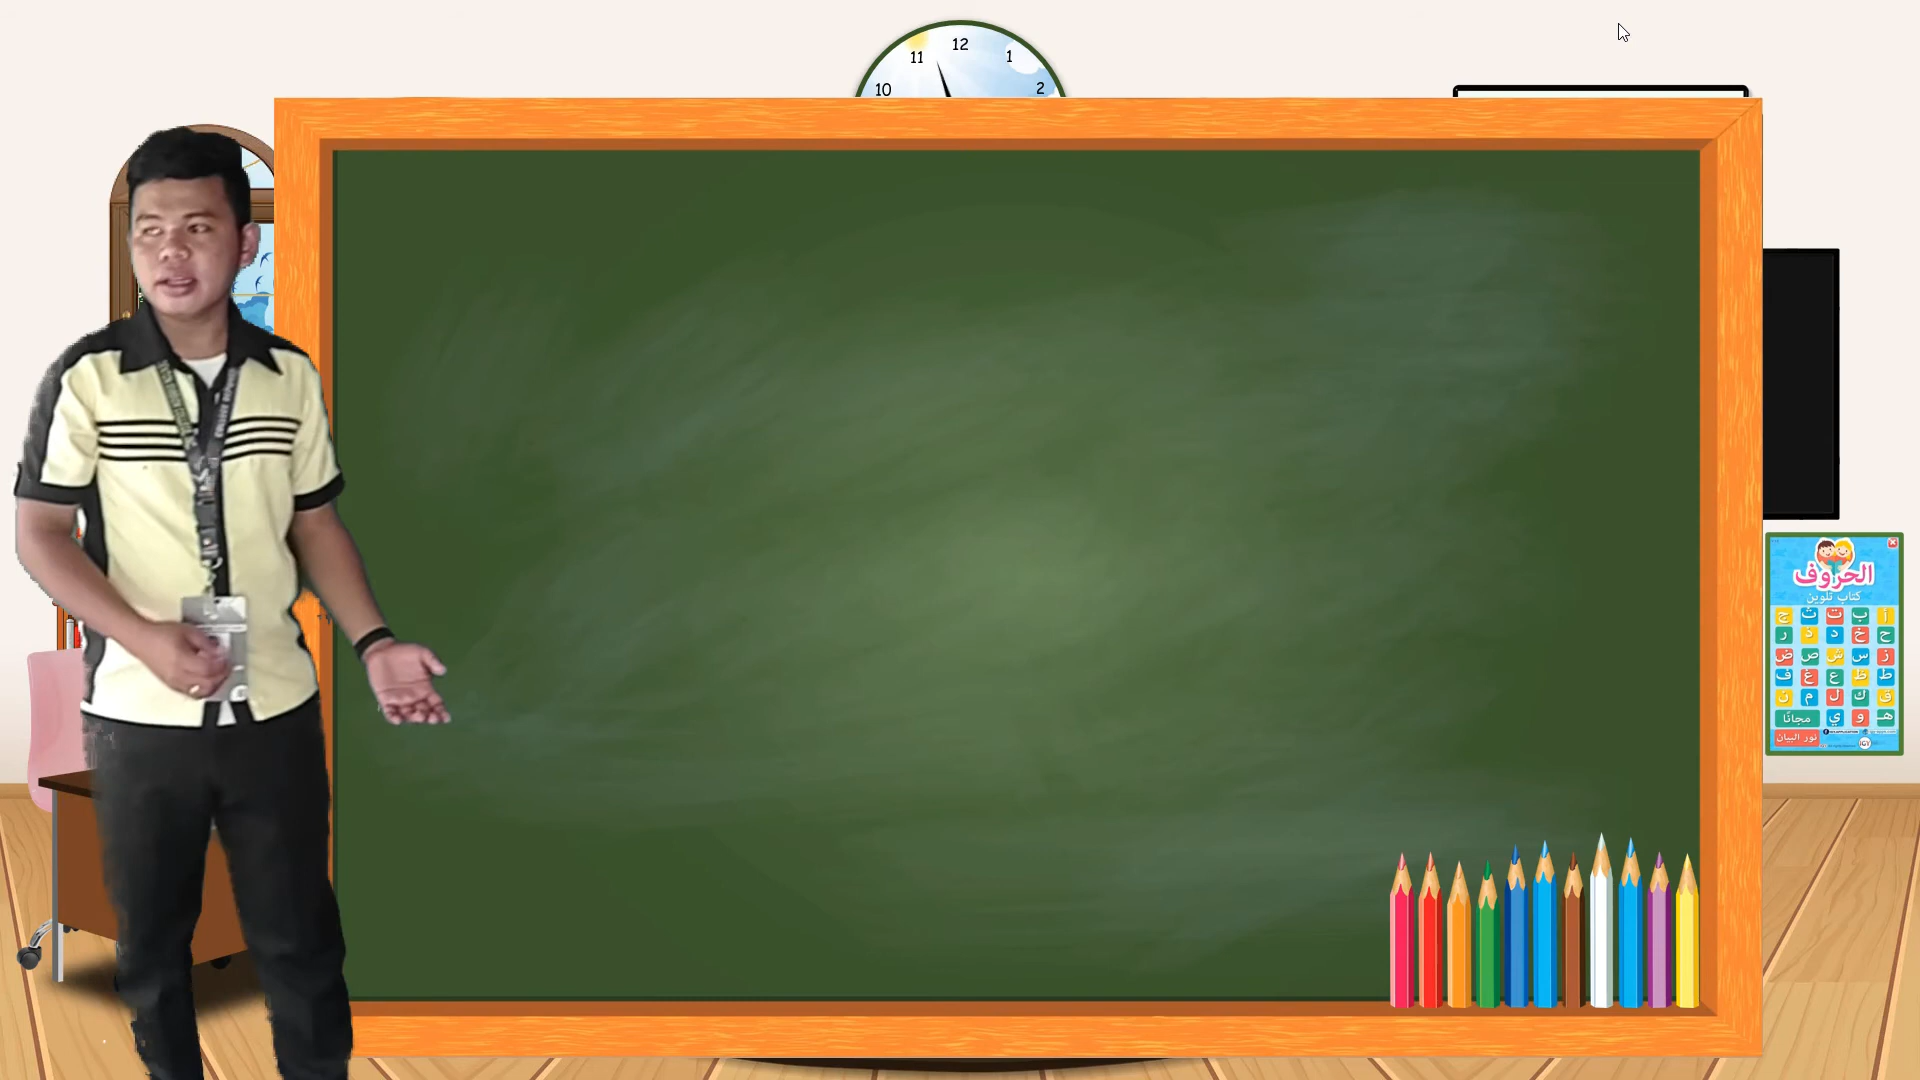 12
11
1
10
2
الحروف
كتاب تلوين
أ ب ت ث ج
ح خ د ذ ر
ز س ش ص ض
ط ظ ع غ ف
ق ك ل م ن
هـ و ي مجانًا
نور البيان